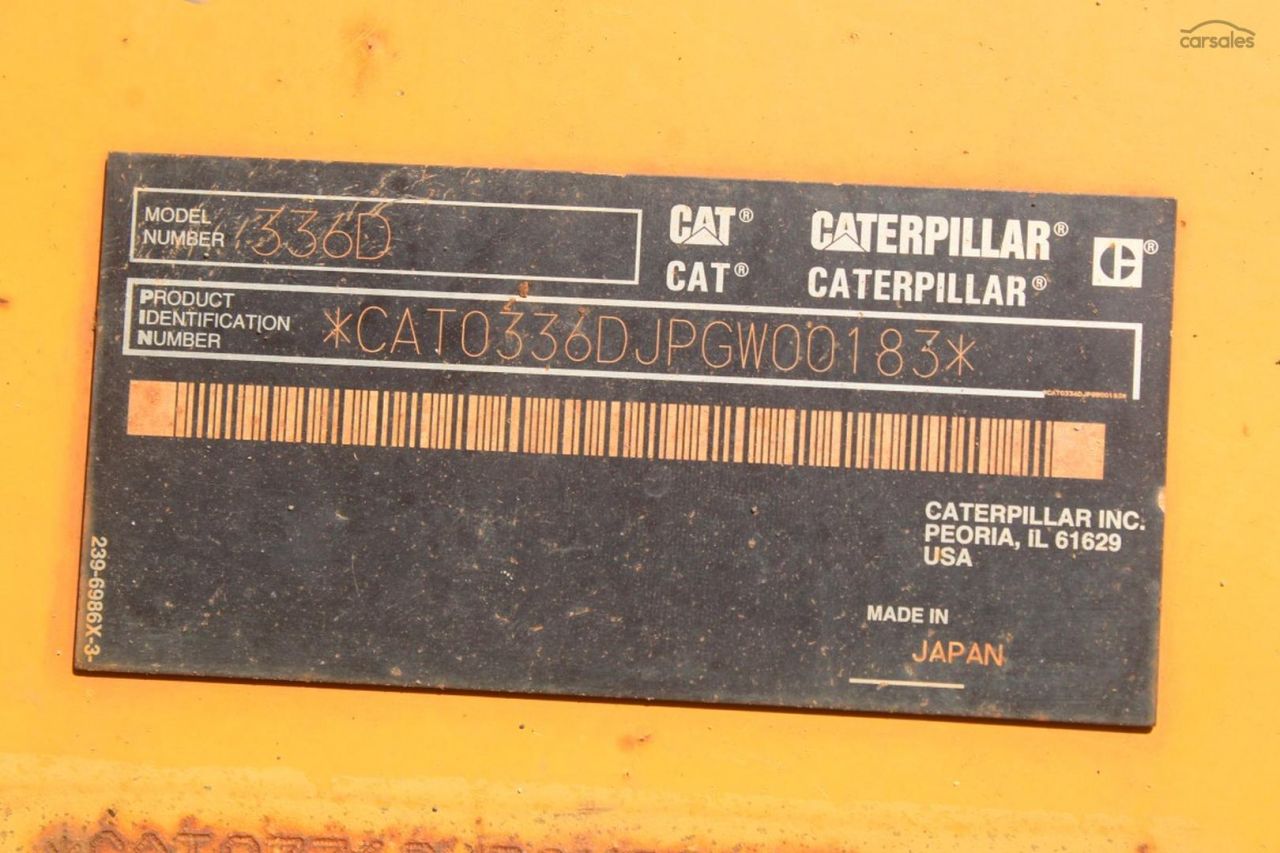 carsales
MODEL
NUMBER 336D
CAT® CATERPILLAR® ®
CAT® CATERPILLAR®
PRODUCT
IDENTIFICATION
NUMBER *CAT0336DJPGW00183*
*CAT0336DJPGW00183*
CATERPILLAR INC.
PEORIA, IL 61629
USA
239-6986X-3-
MADE IN
JAPAN